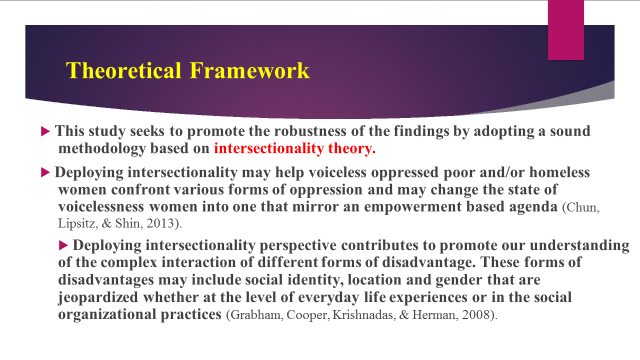 Theoretical Framework
This study seeks to promote the robustness of the findings by adopting a sound
methodology based on intersectionality theory.
Deploying intersectionality may help voiceless oppressed poor and/or homeless
women confront various forms of oppression and may change the state of
voicelessness women into one that mirror an empowerment based agenda (Chun,
Lipsitz, & Shin, 2013).
Deploying intersectionality perspective contributes to promote our understanding
of the complex interaction of different forms of disadvantage. These forms of
disadvantages may include social identity, location and gender that are
jeopardized whether at the level of everyday life experiences or in the social
organizational practices (Grabham, Cooper, Krishnadas, & Herman, 2008).